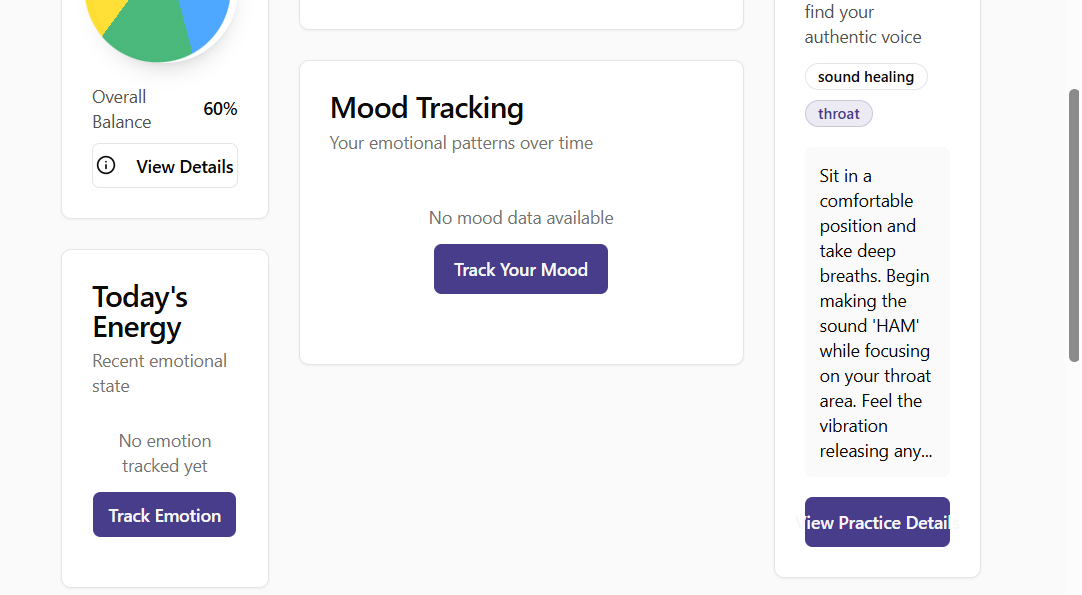 Overall
Balance
60%
View Details
Today's
Energy
Recent emotional
state
No emotion
tracked yet
Track Emotion
Mood Tracking
Your emotional patterns over time
No mood data available
Track Your Mood
find your
authentic voice
sound healing
throat
Sit in a
comfortable
position and
take deep
breaths. Begin
making the
sound 'HAM'
while focusing
on your throat
area. Feel the
vibration
releasing any...
View Practice Details